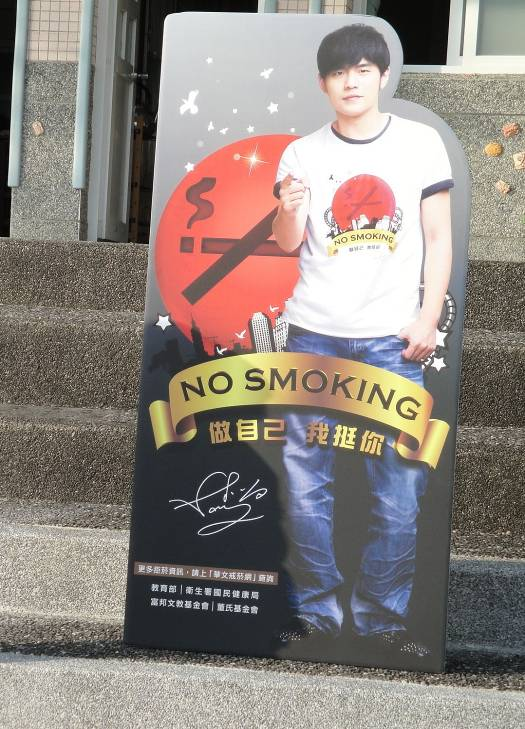 NO SMOKING
做自己 我挺你
NO SMOKING
做自己 我挺你
更多拒菸資訊，請上「華文戒菸網」查詢
教育部 | 衛生署國民健康局
富邦文教基金會 | 董氏基金會